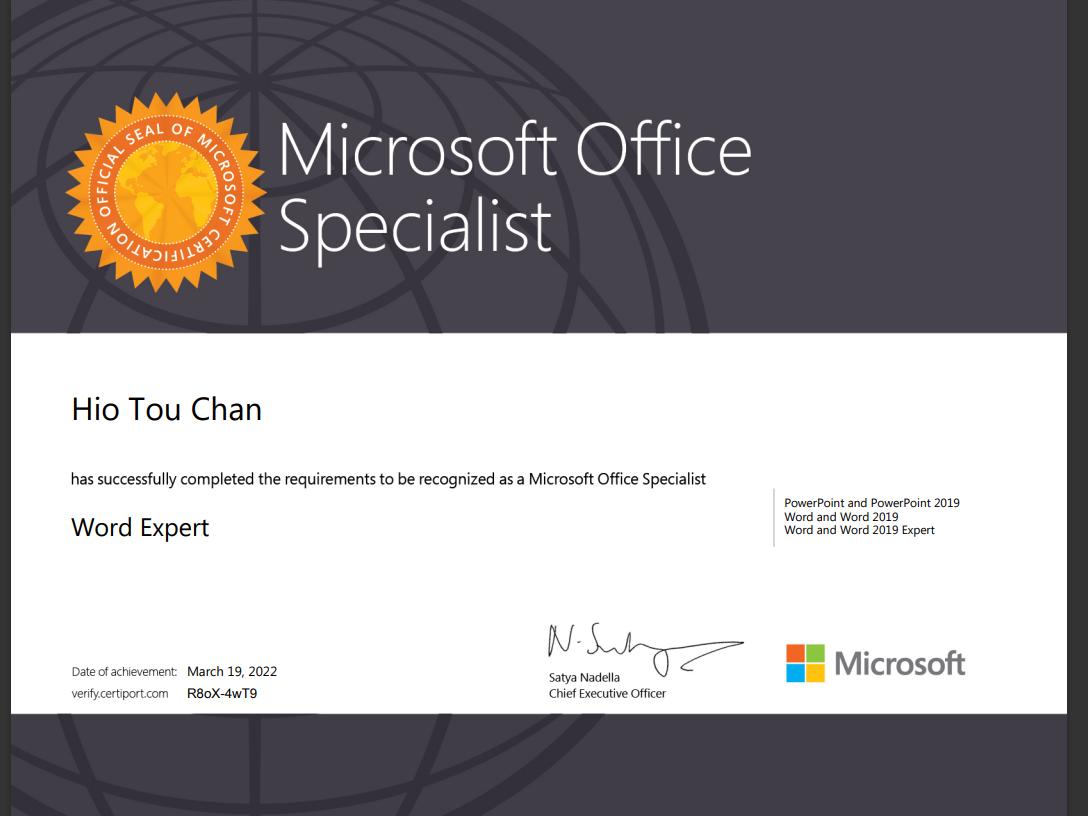 OFFICIAL SEAL OF MICROSOFT CERTIFICATION
Microsoft Office
Specialist
Hio Tou Chan
has successfully completed the requirements to be recognized as a Microsoft Office Specialist
Word Expert
PowerPoint and PowerPoint 2019
Word and Word 2019
Word and Word 2019 Expert
Date of achievement: March 19, 2022
verify.certiport.com R8oX-4wT9
N. Satya
Satya Nadella
Chief Executive Officer
Microsoft